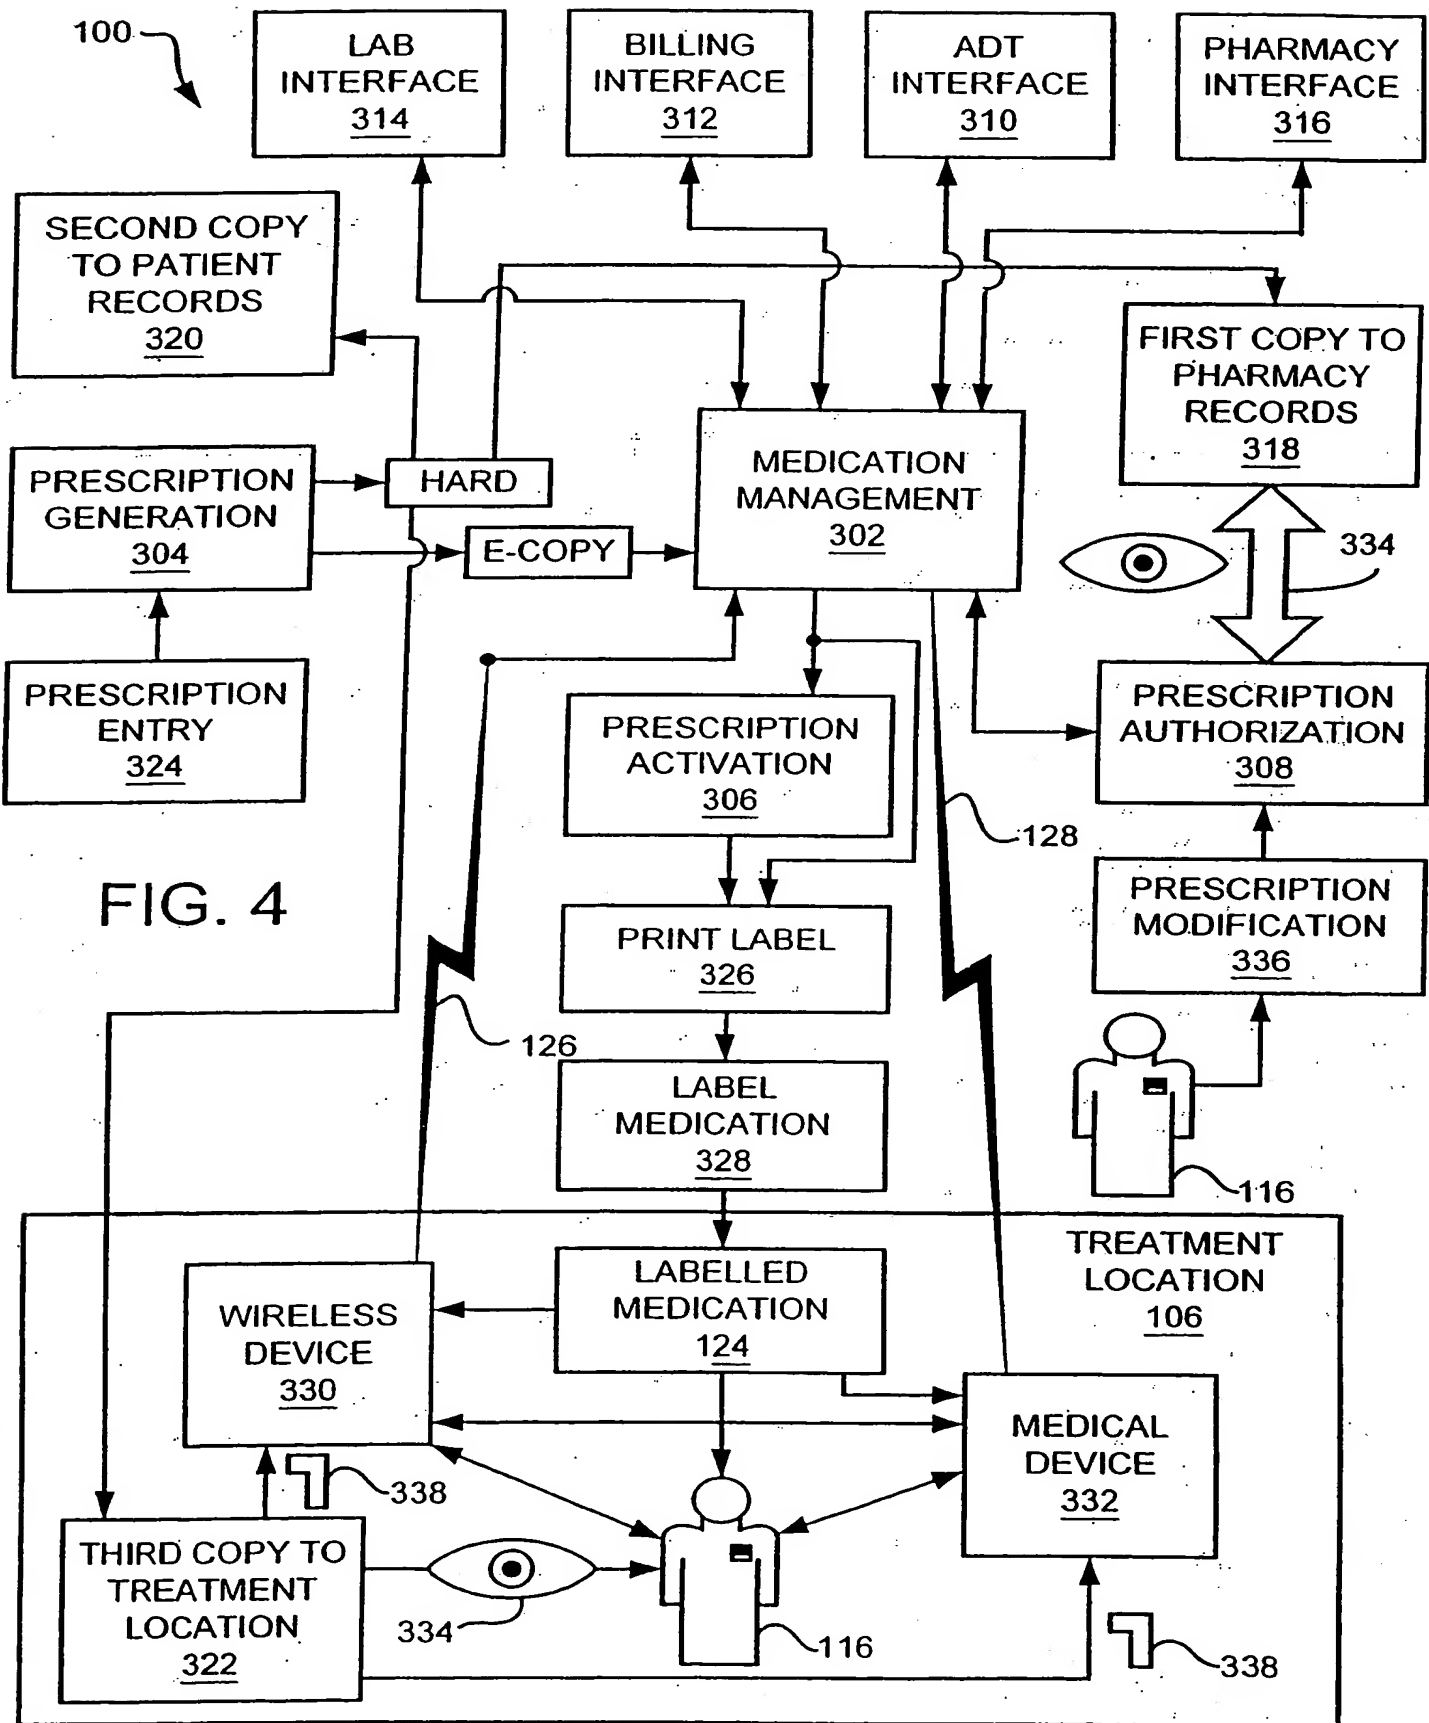 100
LAB
INTERFACE
314
BILLING
INTERFACE
312
ADT
INTERFACE
310
PHARMACY
INTERFACE
316
SECOND COPY
TO PATIENT
RECORDS
320
FIRST COPY TO
PHARMACY
RECORDS
318
PRESCRIPTION
GENERATION
304
HARD
E-COPY
MEDICATION
MANAGEMENT
302
334
PRESCRIPTION
ENTRY
324
PRESCRIPTION
ACTIVATION
306
PRESCRIPTION
AUTHORIZATION
308
128
FIG. 4
PRINT LABEL
326
PRESCRIPTION
MODIFICATION
336
126
LABEL
MEDICATION
328
116
TREATMENT
LOCATION
106
WIRELESS
DEVICE
330
LABELLED
MEDICATION
124
MEDICAL
DEVICE
332
338
THIRD COPY TO
TREATMENT
LOCATION
322
334
116
338